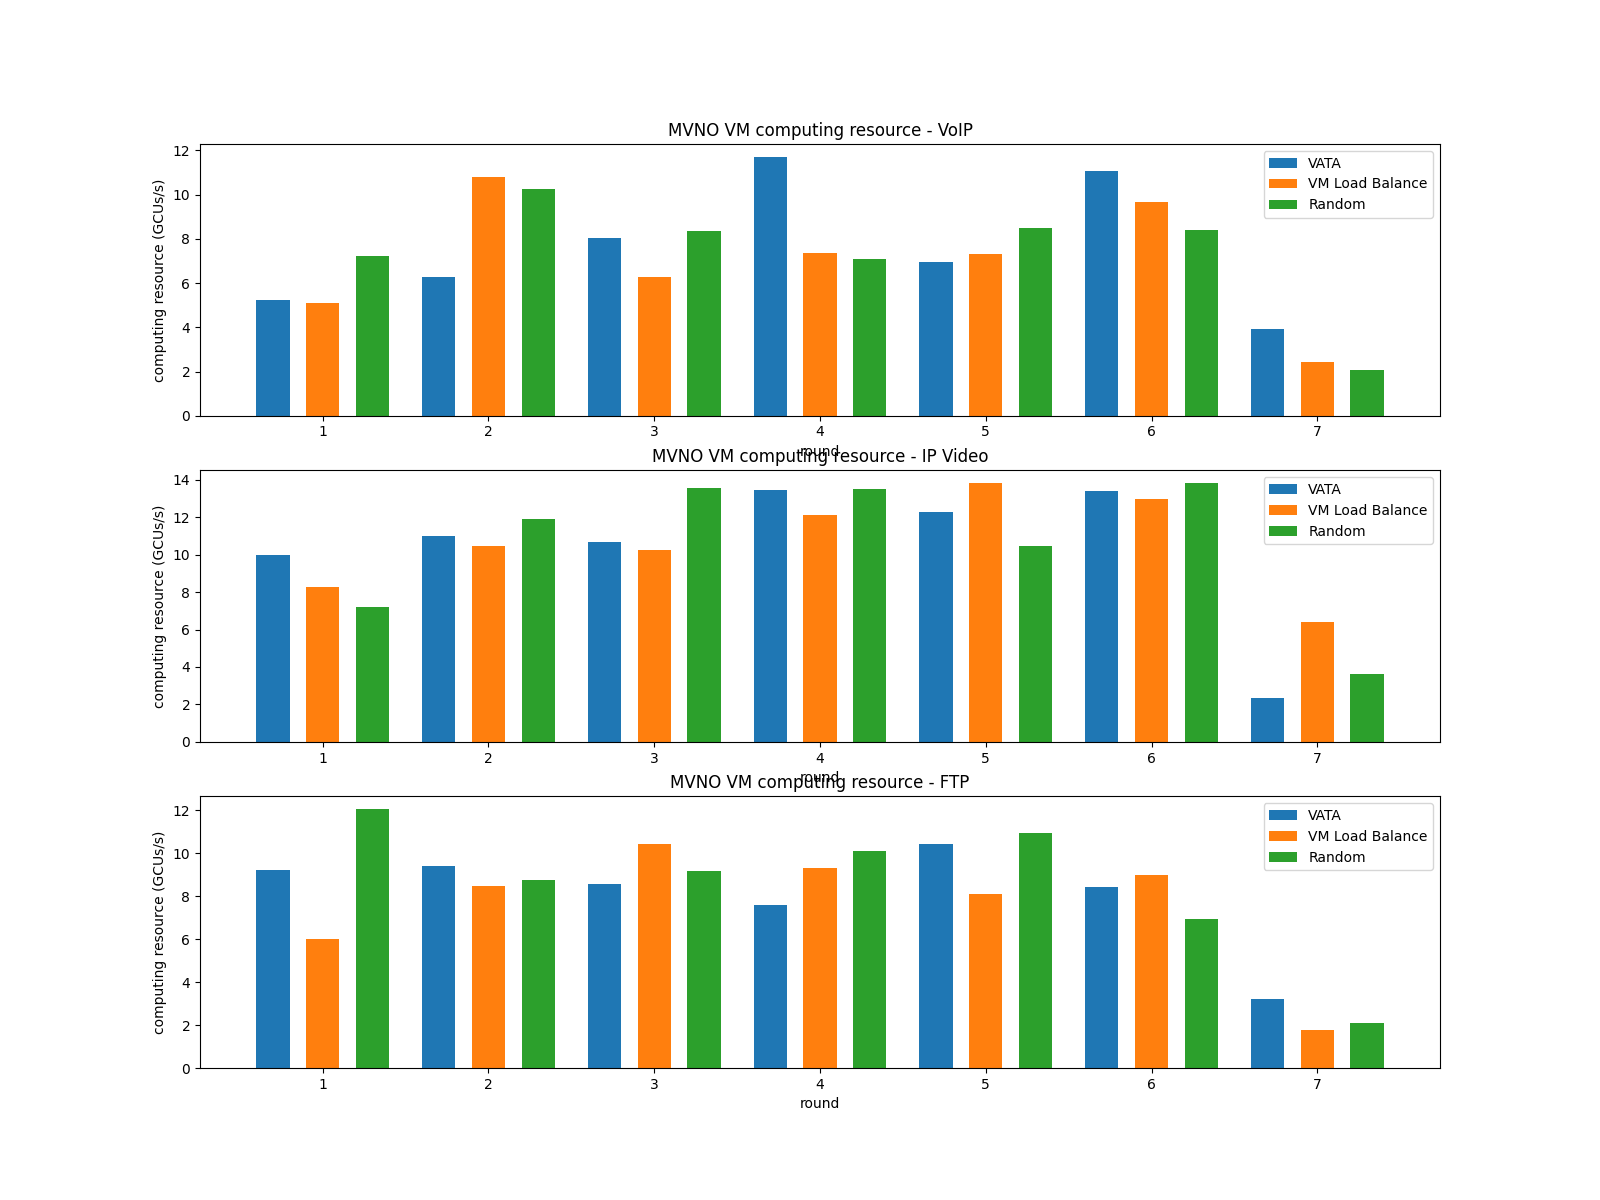 MVNO VM computing resource - VoIP
computing resource (GCUs/s)
12
10
8
6
4
2
0
VATA
VM Load Balance
Random
1 2 3 4 5 6 7
round
MVNO VM computing resource - IP Video
computing resource (GCUs/s)
14
12
10
8
6
4
2
0
VATA
VM Load Balance
Random
1 2 3 4 5 6 7
round
MVNO VM computing resource - FTP
computing resource (GCUs/s)
12
10
8
6
4
2
0
VATA
VM Load Balance
Random
1 2 3 4 5 6 7
round